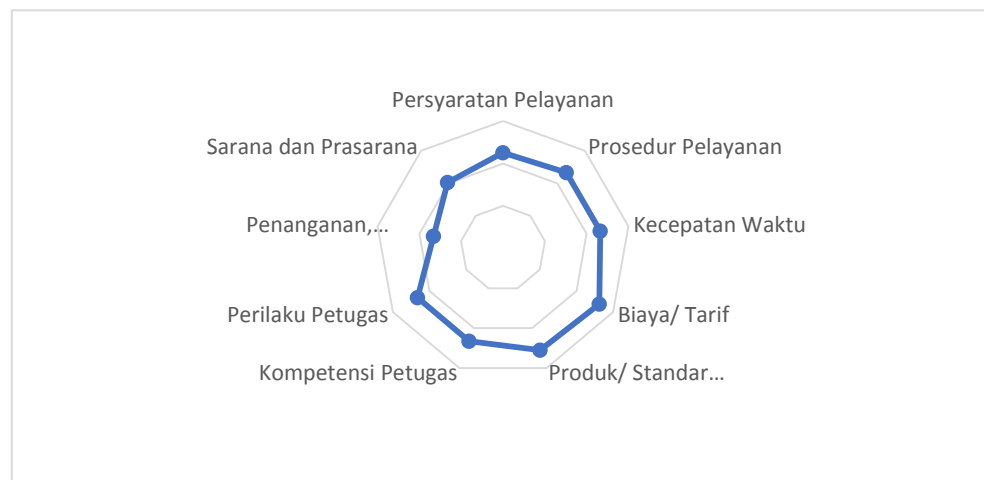 Persyaratan Pelayanan
Prosedur Pelayanan
Kecepatan Waktu
Biaya/ Tarif
Produk/ Standar...
Kompetensi Petugas
Perilaku Petugas
Penanganan,...
Sarana dan Prasarana